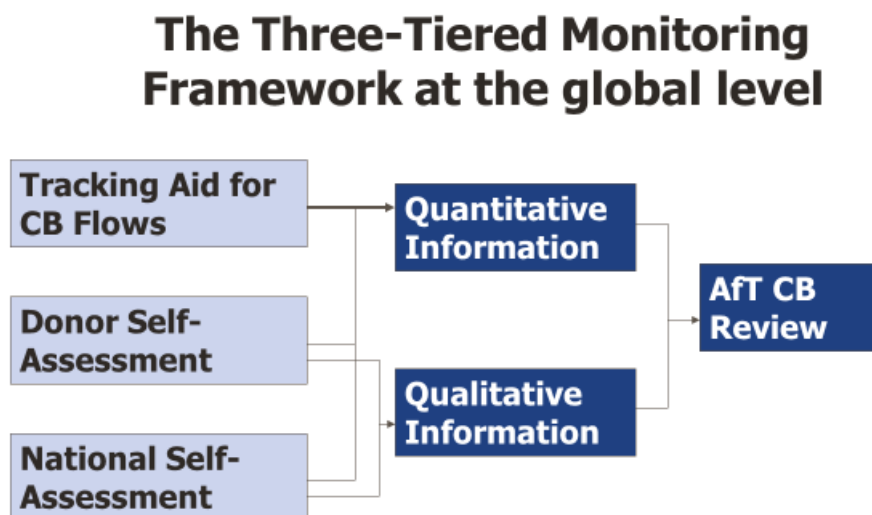 The Three-Tiered Monitoring
Framework at the global level
Tracking Aid for
CB Flows
Quantitative
Information
AfT CB
Review
Donor Self-
Assessment
Qualitative
Information
National Self-
Assessment